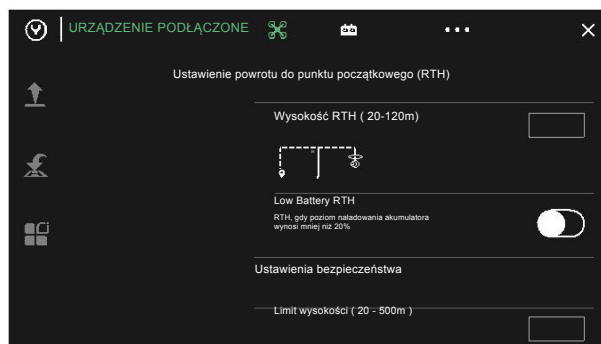 URZĄDZENIE PODŁĄCZONE
Ustawienie powrotu do punktu początkowego (RTH)
Wysokość RTH ( 20-120m)
Low Battery RTH
RTH, gdy poziom naładowania akumulatora
wynosi mniej niż 20%
Ustawienia bezpieczeństwa
Limit wysokości ( 20 - 500m )